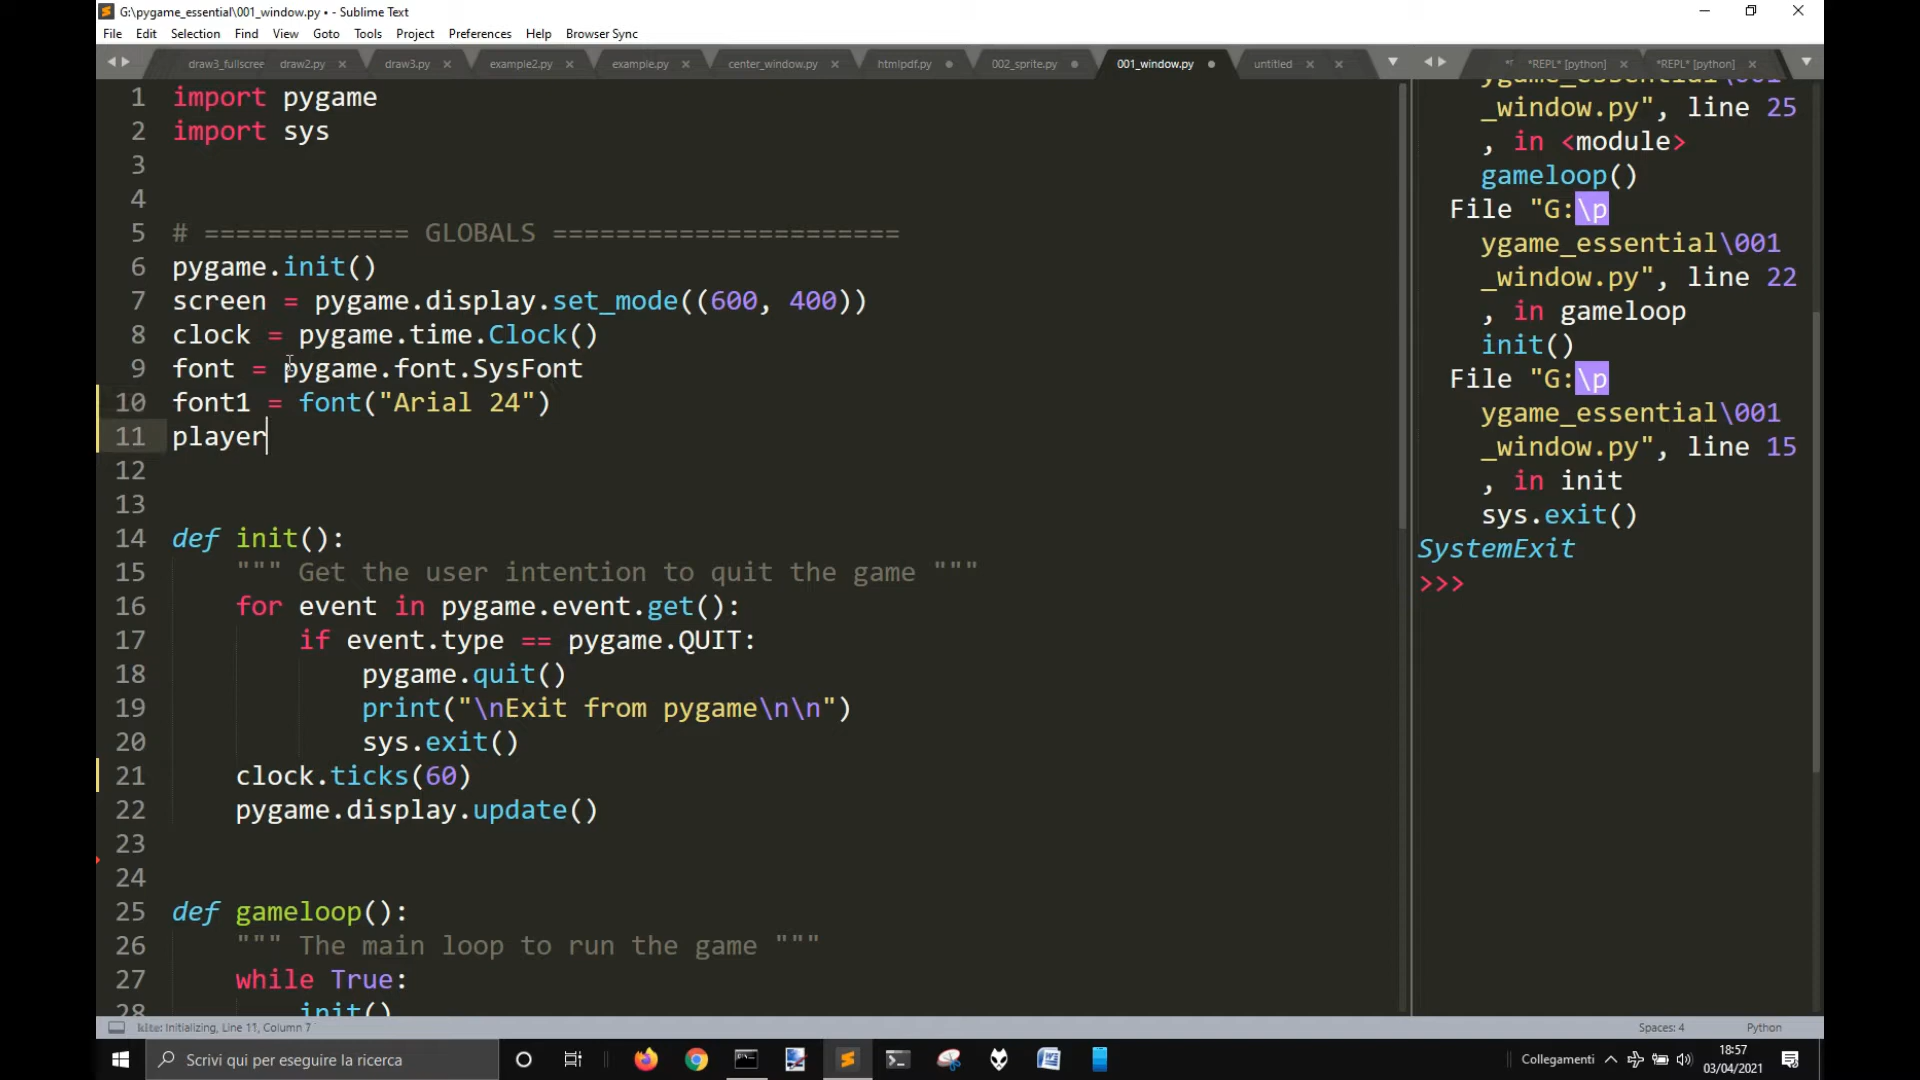 G:\pygame_essential\001_window.py • - Sublime Text
File Edit Selection Find View Goto Tools Project Preferences Help Browser Sync
draw3_fullscree draw2.py draw3.py example2.py example.py center_window.py htmlpdf.py 002_sprite.py 001_window.py untitled *REPL* [python] *REPL* [python]
1 import pygame
2 import sys
3
4
5 # ============= GLOBALS ======================
6 pygame.init()
7 screen = pygame.display.set_mode((600, 400))
8 clock = pygame.time.Clock()
9 font = pygame.font.SysFont
10 font1 = font("Arial 24")
11 player
12
13
14 def init():
15 """ Get the user intention to quit the game """
16 for event in pygame.event.get():
17 if event.type == pygame.QUIT:
18 pygame.quit()
19 print("\nExit from pygame\n\n")
20 sys.exit()
21 clock.ticks(60)
22 pygame.display.update()
23
24
25 def gameloop():
26 """ The main loop to run the game """
27 while True:
28 init()
ygame_essential\001
_window.py", line 25
, in <module>
gameloop()
File "G:\p
ygame_essential\001
_window.py", line 22
, in gameloop
init()
File "G:\p
ygame_essential\001
_window.py", line 15
, in init
sys.exit()
SystemExit
>>>
kite: Initializing, Line 11, Column 7
Spaces: 4 Python
Scrivi qui per eseguire la ricerca
Collegamenti
18:57
03/04/2021